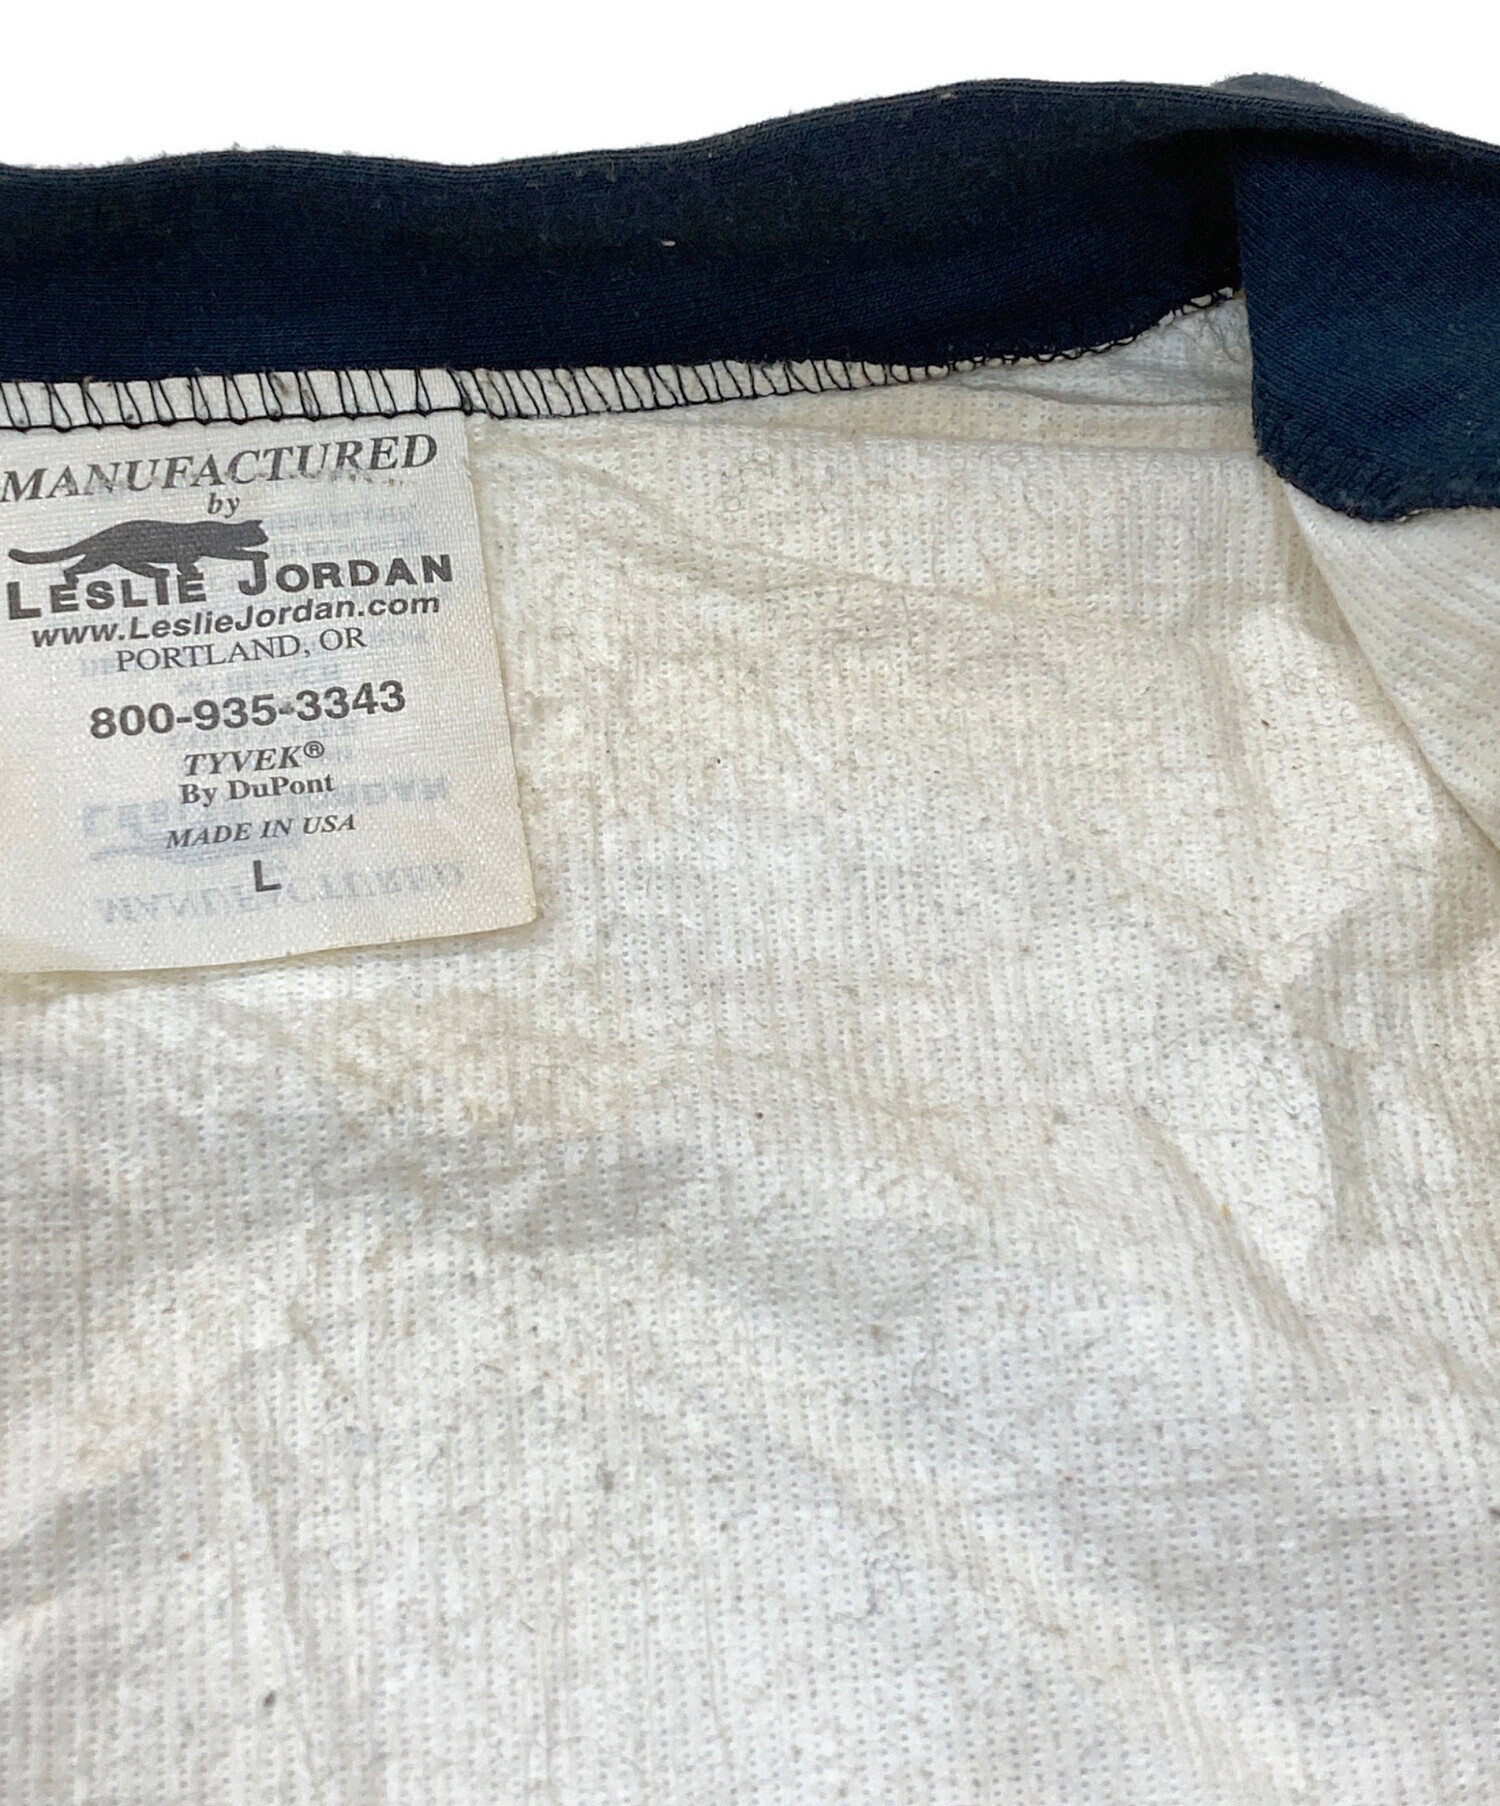 MANUFACTURED
by
LESLIE JORDAN
www.LeslieJordan.com
PORTLAND, OR
800-935-3343
TYVEK®
By DuPont
MADE IN USA
L